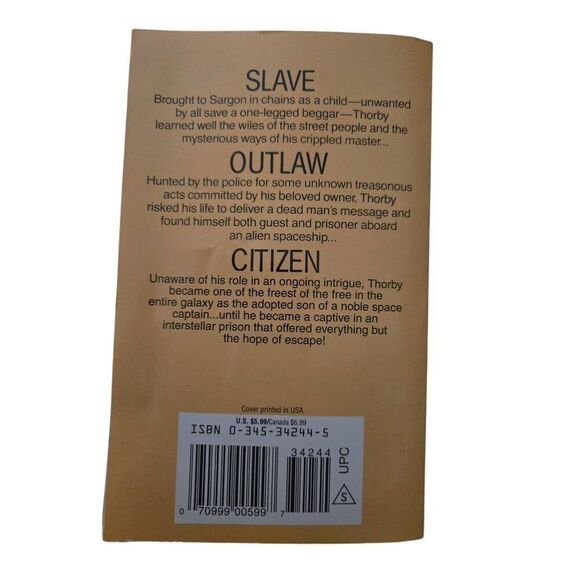 SLAVE
Brought to Sargon in chains as a child—unwanted
by all save a one-legged beggar—Thorby
learned well the wiles of the street people and the
mysterious ways of his crippled master...
OUTLAW
Hunted by the police for some unknown treasonous
acts committed by his beloved owner, Thorby
risked his life to deliver a dead man's message and
found himself both guest and prisoner aboard
an alien spaceship...
CITIZEN
Unaware of his role in an ongoing intrigue, Thorby
became one of the freest of the free in the
entire galaxy as the adopted son of a noble space
captain...until he became a captive in an
interstellar prison that offered everything but
the hope of escape!
Cover printed in USA
U.S. $5.99/Canada $6.99
ISBN 0-345-34244-5
34244
UPC
S
0 70999 00599 7